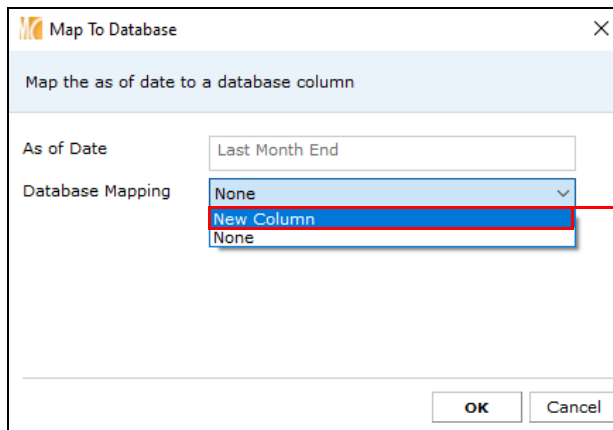 Map To Database
Map the as of date to a database column
As of Date
Last Month End
Database Mapping
None
New Column
None
OK
Cancel